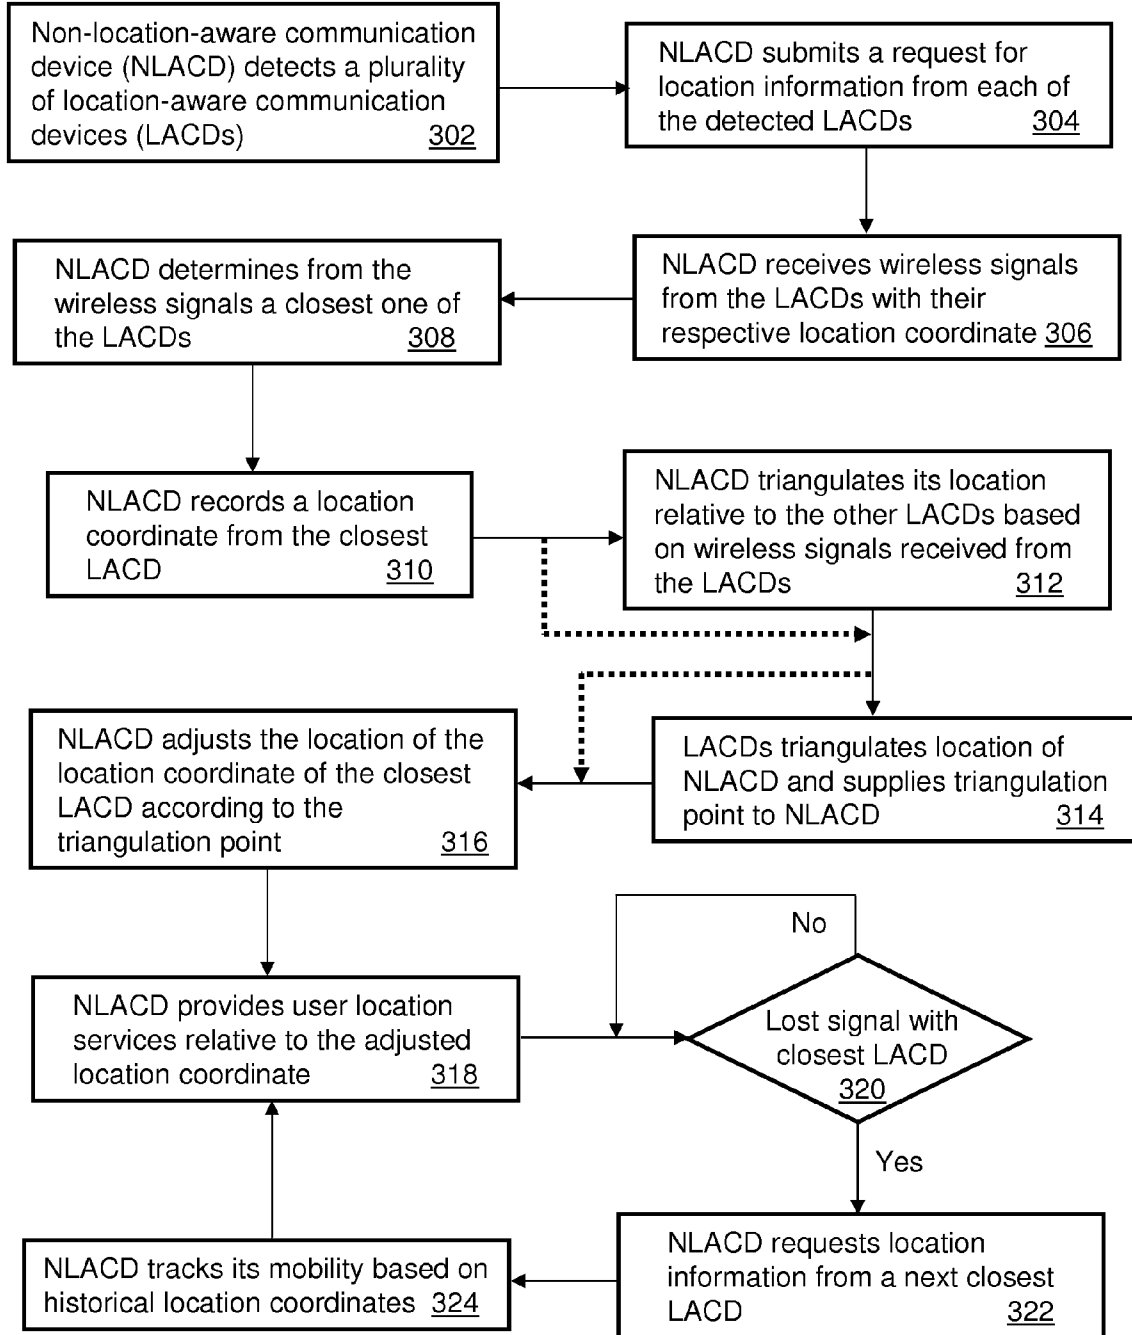 Non-location-aware communication
device (NLACD) detects a plurality
of location-aware communication
devices (LACDs) 302
NLACD submits a request for
location information from each of
the detected LACDs 304
NLACD receives wireless signals
from the LACDs with their
respective location coordinate 306
NLACD determines from the
wireless signals a closest one of
the LACDs 308
NLACD records a location
coordinate from the closest
LACD 310
NLACD triangulates its location
relative to the other LACDs based
on wireless signals received from
the LACDs 312
LACDs triangulates location of
NLACD and supplies triangulation
point to NLACD 314
NLACD adjusts the location of the
location coordinate of the closest
LACD according to the
triangulation point 316
NLACD provides user location
services relative to the adjusted
location coordinate 318
No
Lost signal with
closest LACD
320
Yes
NLACD requests location
information from a next closest
LACD 322
NLACD tracks its mobility based on
historical location coordinates 324